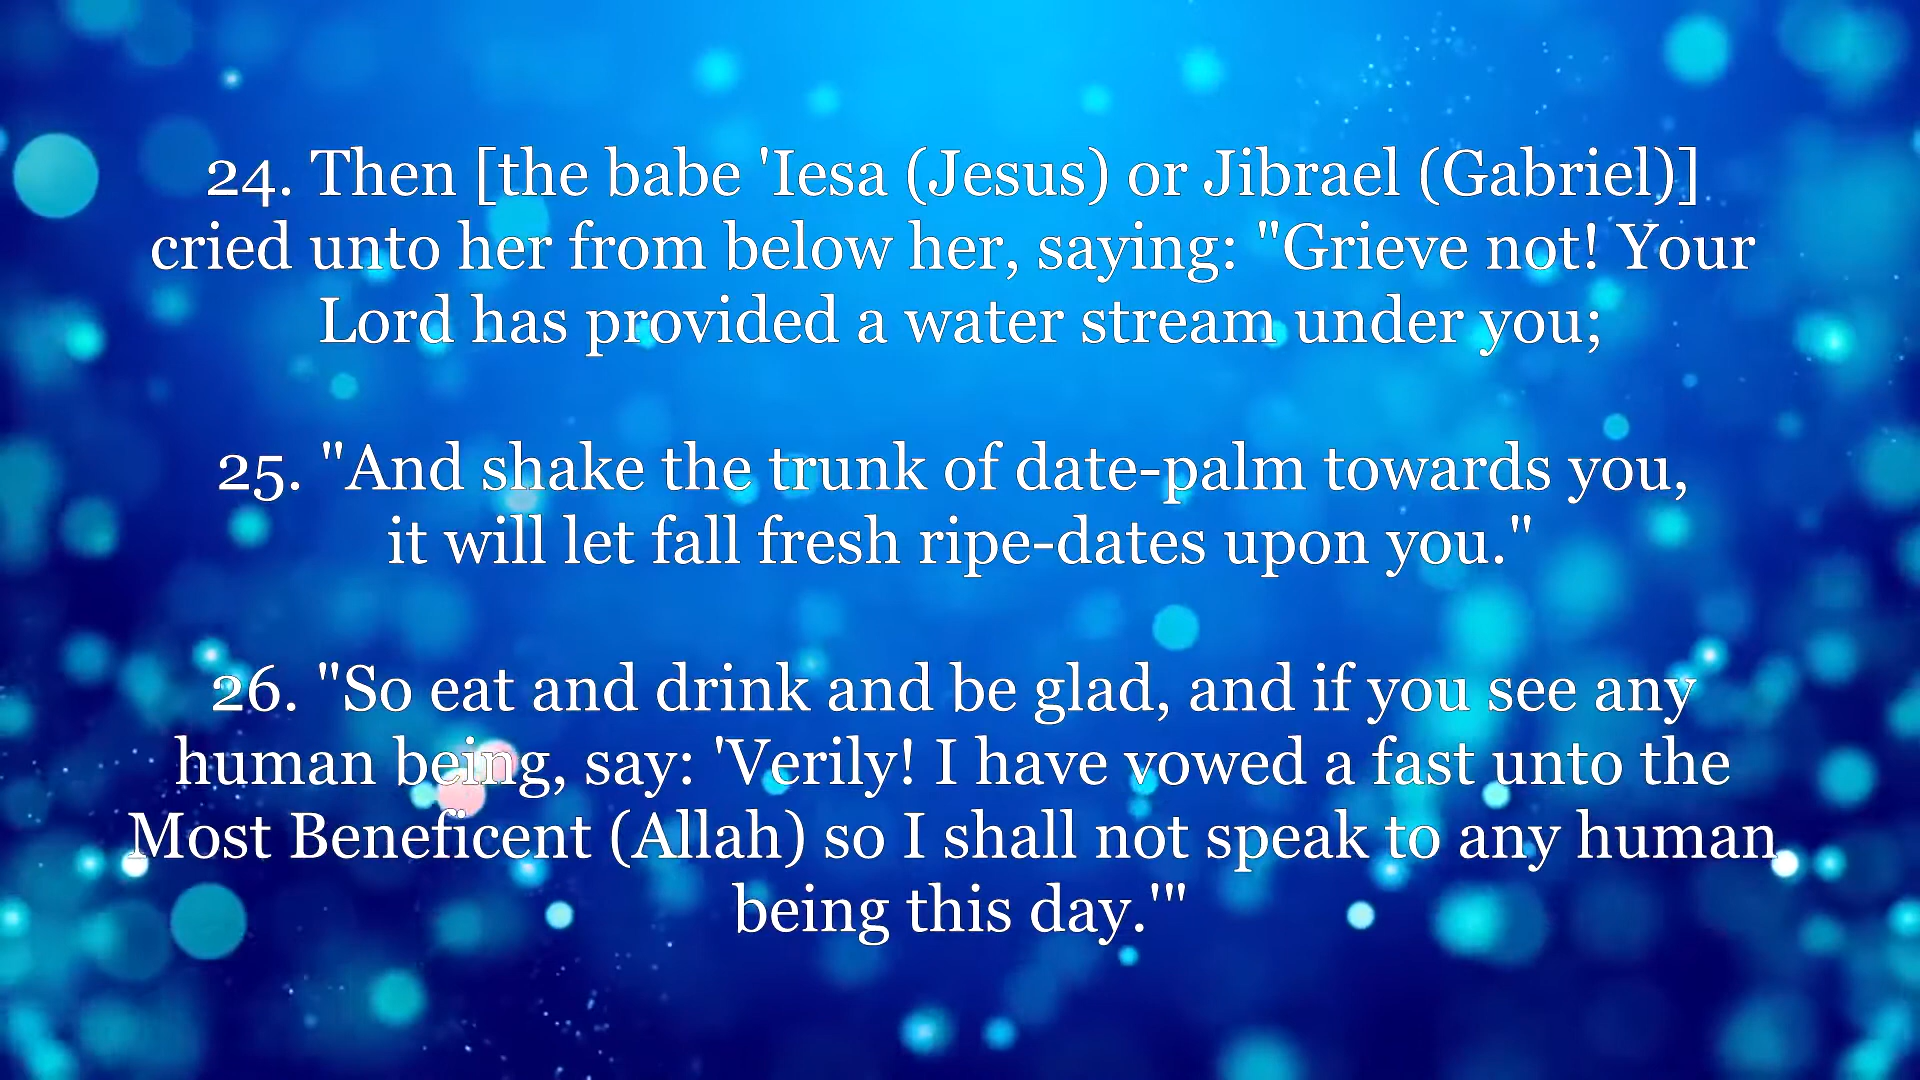 24. Then [the babe 'Iesa (Jesus) or Jibrael (Gabriel)]
cried unto her from below her, saying: "Grieve not! Your
Lord has provided a water stream under you;
25. "And shake the trunk of date-palm towards you,
it will let fall fresh ripe-dates upon you."
26. "So eat and drink and be glad, and if you see any
human being, say: 'Verily! I have vowed a fast unto the
Most Beneficent (Allah) so I shall not speak to any human
being this day.'"